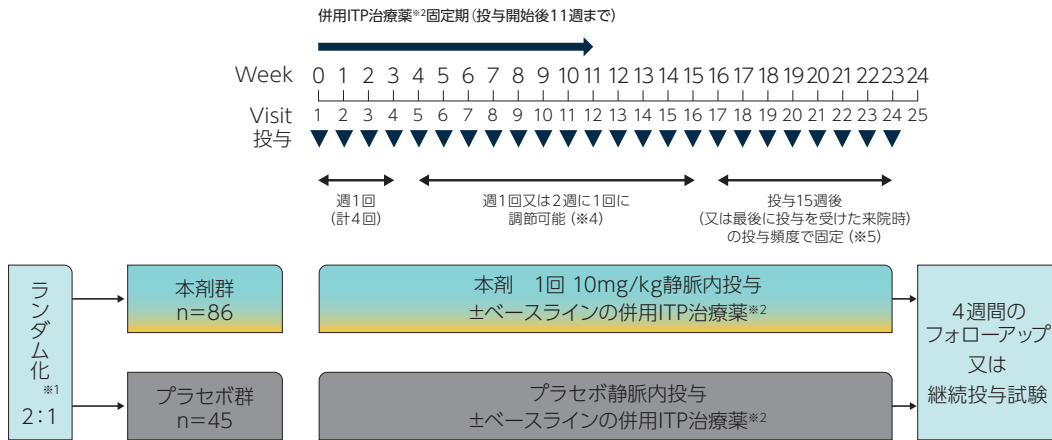 併用ITP治療薬※2固定期(投与開始後11週まで)
Week 0 1 2 3 4 5 6 7 8 9 10 11 12 13 14 15 16 17 18 19 20 21 22 23 24
Visit 1 2 3 4 5 6 7 8 9 10 11 12 13 14 15 16 17 18 19 20 21 22 23 24 25
投与
週1回
(計4回)
週1回又は2週に1回に
調節可能(※4)
投与15週後
(又は最後に投与を受けた来院時)
の投与頻度で固定(※5)
ランダム化※1
2:1
本剤群
n=86
本剤 1回 10mg/kg静脈内投与
±ベースラインの併用ITP治療薬※2
プラセボ群
n=45
プラセボ静脈内投与
±ベースラインの併用ITP治療薬※2
4週間の
フォローアップ
又は
継続投与試験